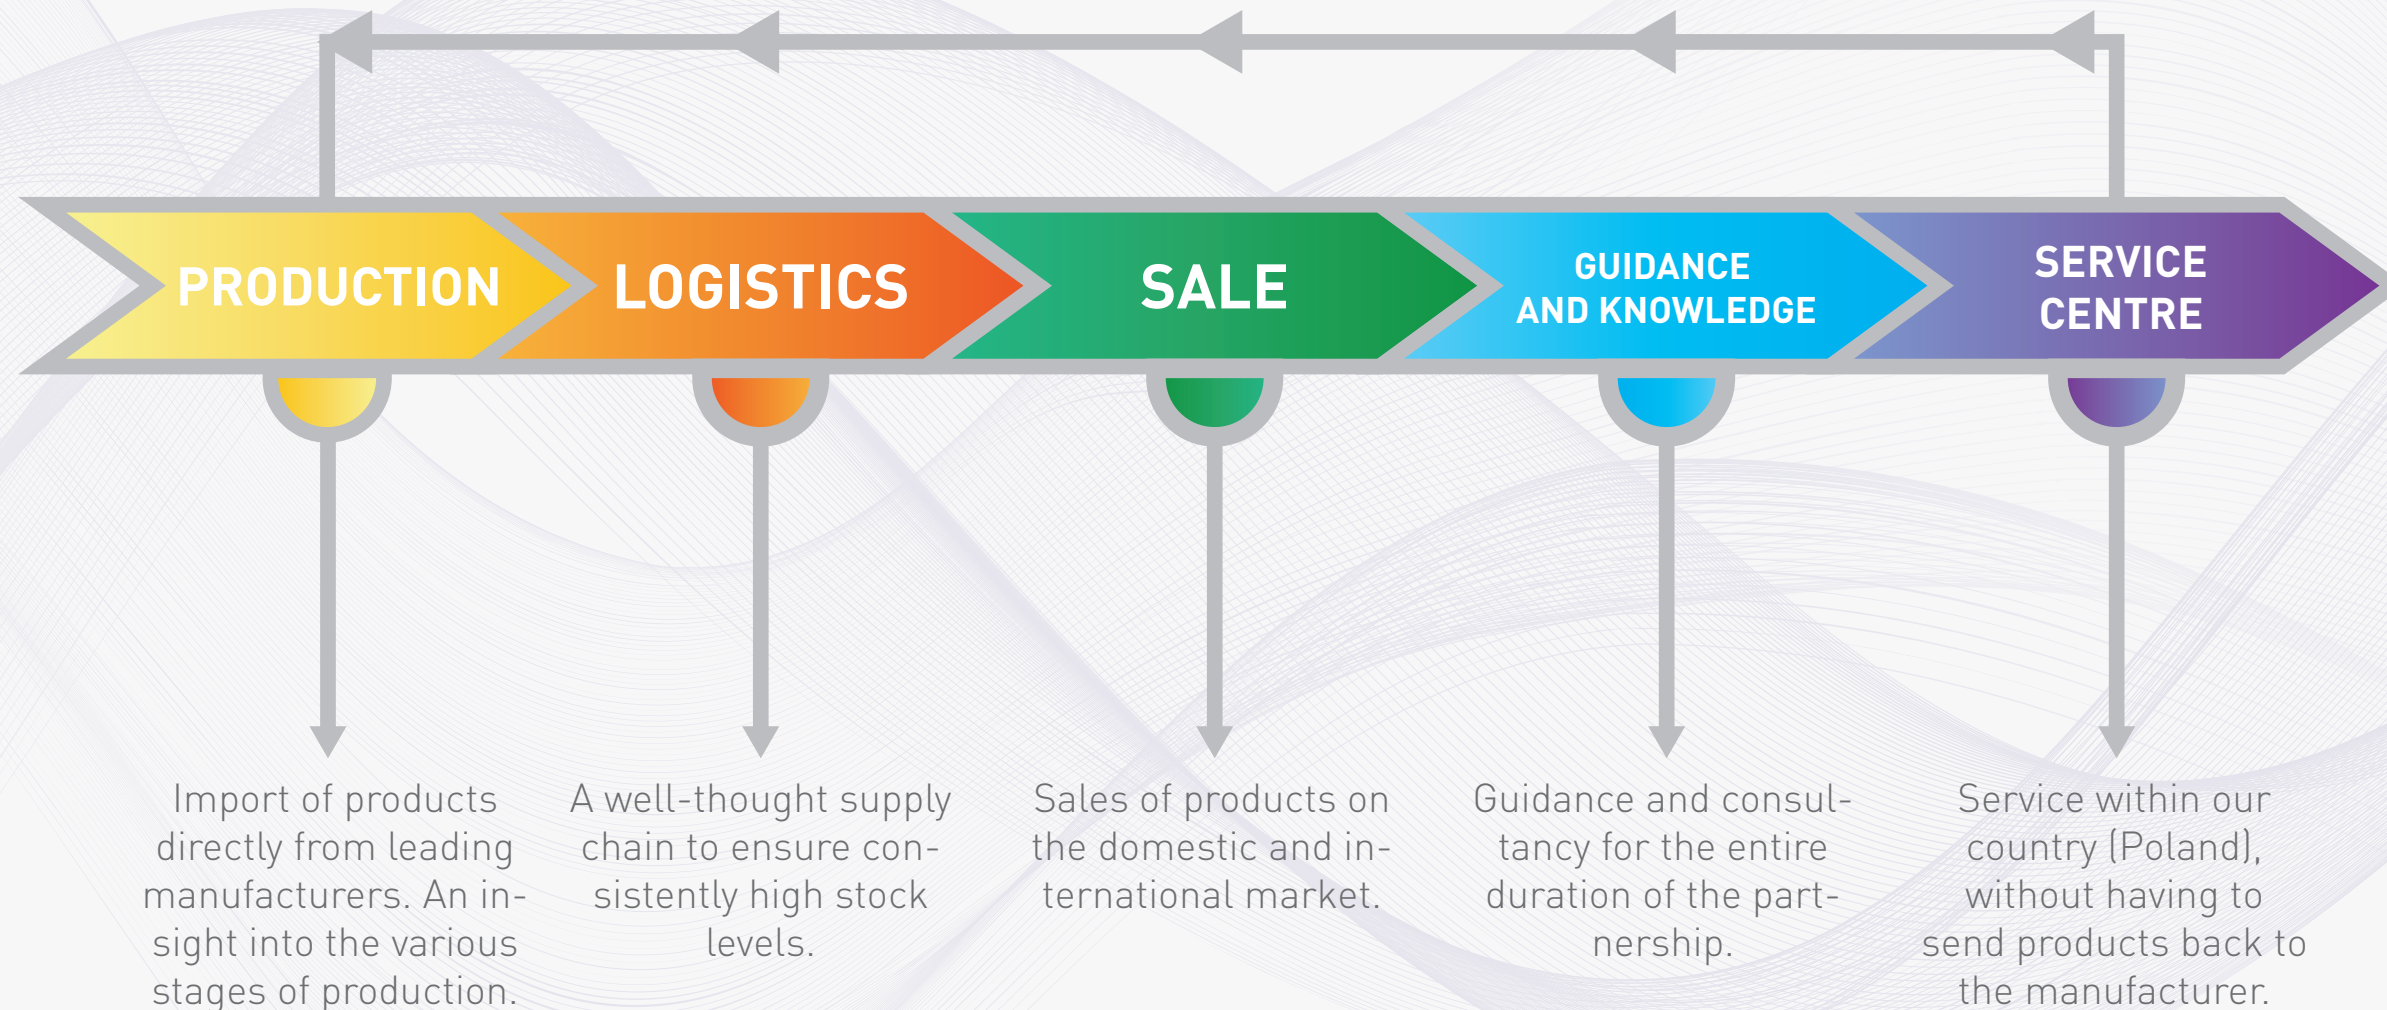 PRODUCTION
LOGISTICS
SALE
GUIDANCE
AND KNOWLEDGE
SERVICE
CENTRE
Import of products
directly from leading
manufacturers. An in-
sight into the various
stages of production.
A well-thought supply
chain to ensure con-
sistently high stock
levels.
Sales of products on
the domestic and in-
ternational market.
Guidance and consul-
tancy for the entire
duration of the part-
nership.
Service within our
country (Poland),
without having to
send products back to
the manufacturer.